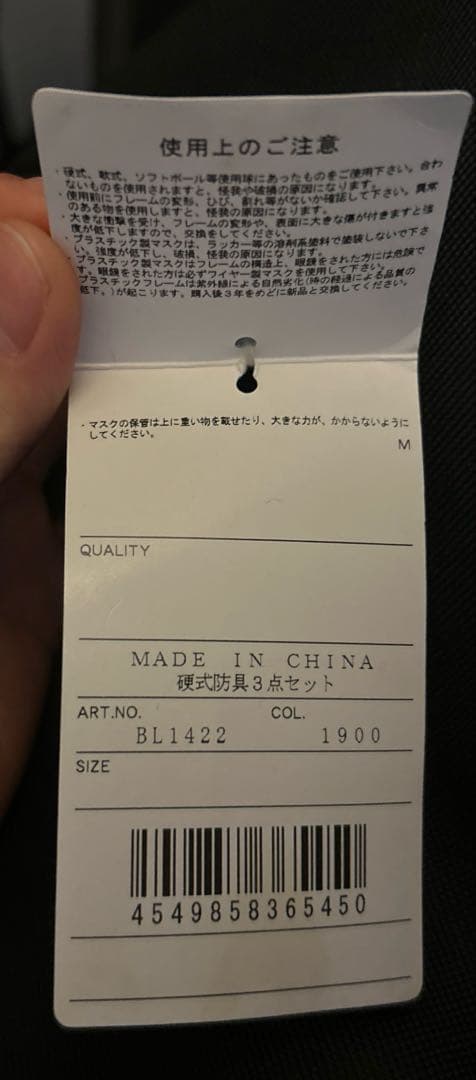 使用上のご注意
・硬式、軟式、ソフトボール等使用球にあったものをご使用下さい。合わ
ないものを使用されますと、怪我や破損の原因になります。
・使用前にフレームの変形、ひび、割れ等がないか確認して下さい。異常
のある物を使用しますと、怪我の原因になります。
・大きな衝撃を受け、フレームの変形や、表面に大きな傷が付きますと強
度が低下しますので、交換をしてください。
・プラスチック製マスクは、ラッカー等の溶剤系塗料で塗装しないで下さ
い。強度が低下し、破損、怪我の原因になります。
・プラスチック製マスクはフレームの構造上、眼鏡をされた方には危険で
す。眼鏡をされた方は必ずワイヤー製マスクを使用して下さい。
・プラスチックフレームは紫外線による自然劣化(時の経過による品質の
低下。)が起こります。購入後3年をめどに新品と交換してください。
・マスクの保管は上に重い物を載せたり、大きな力が、かからないように
してください。
M
QUALITY
MADE IN CHINA
硬式防具3点セット
ART.NO. COL.
BL1422 1900
SIZE
4549858365450